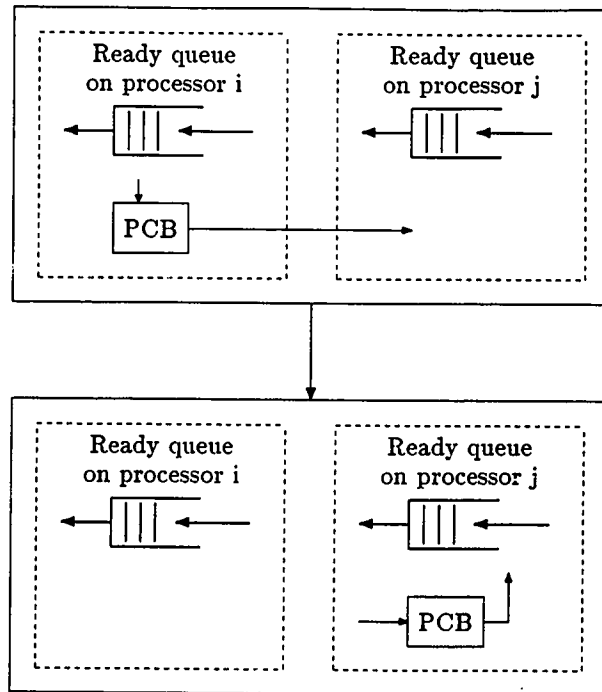 Ready queue
on processor i
Ready queue
on processor j
PCB
Ready queue
on processor i
Ready queue
on processor j
PCB